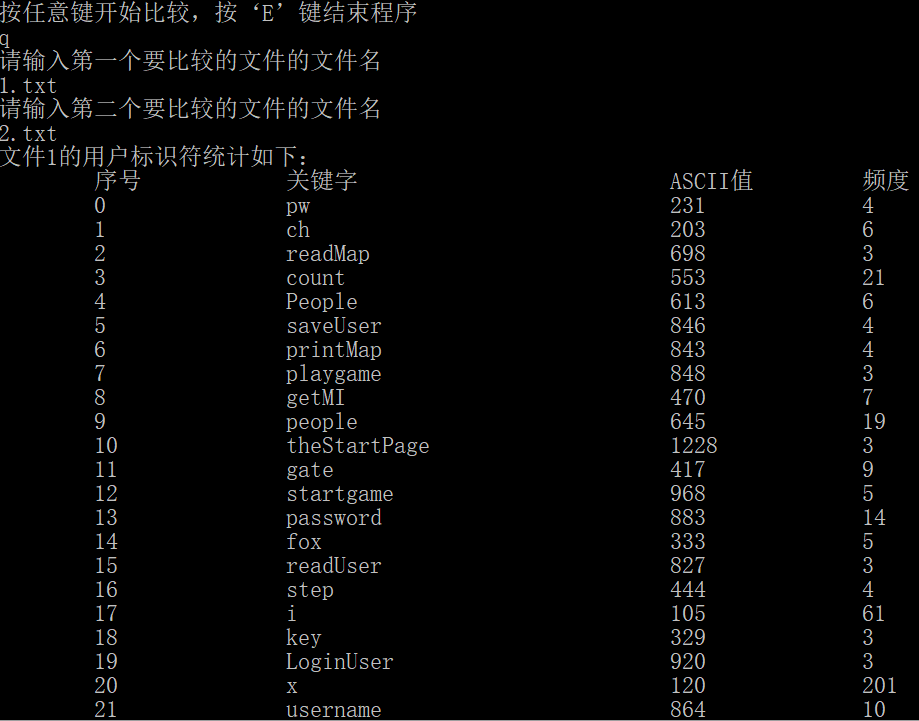 按任意键开始比较，按‘E’键结束程序
q
请输入第一个要比较的文件的文件名
1.txt
请输入第二个要比较的文件的文件名
2.txt
文件1的用户标识符统计如下：
序号 关键字 ASCII值 频度
0 pw 231 4
1 ch 203 6
2 readMap 698 3
3 count 553 21
4 People 613 6
5 saveUser 846 4
6 printMap 843 4
7 playgame 848 3
8 getMI 470 7
9 people 645 19
10 theStartPage 1228 3
11 gate 417 9
12 startgame 968 5
13 password 883 14
14 fox 333 5
15 readUser 827 3
16 step 444 4
17 i 105 61
18 key 329 3
19 LoginUser 920 3
20 x 120 201
21 username 864 10